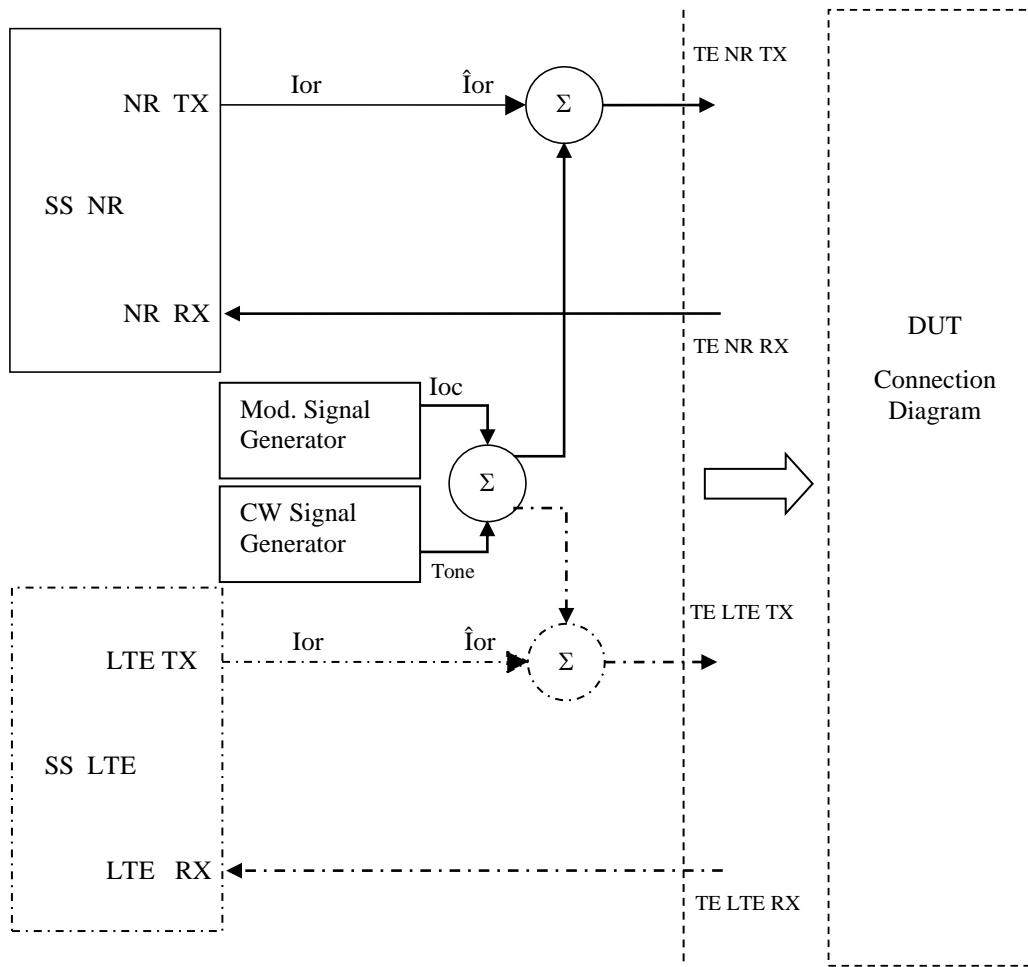 TE NR TX
NR TX
Ior
Îor
Σ
SS NR
NR RX
TE NR RX
DUT
Connection
Diagram
Mod. Signal
Generator
Ioc
Σ
CW Signal
Generator
Tone
TE LTE TX
LTE TX
Ior
Îor
Σ
SS LTE
LTE RX
TE LTE RX